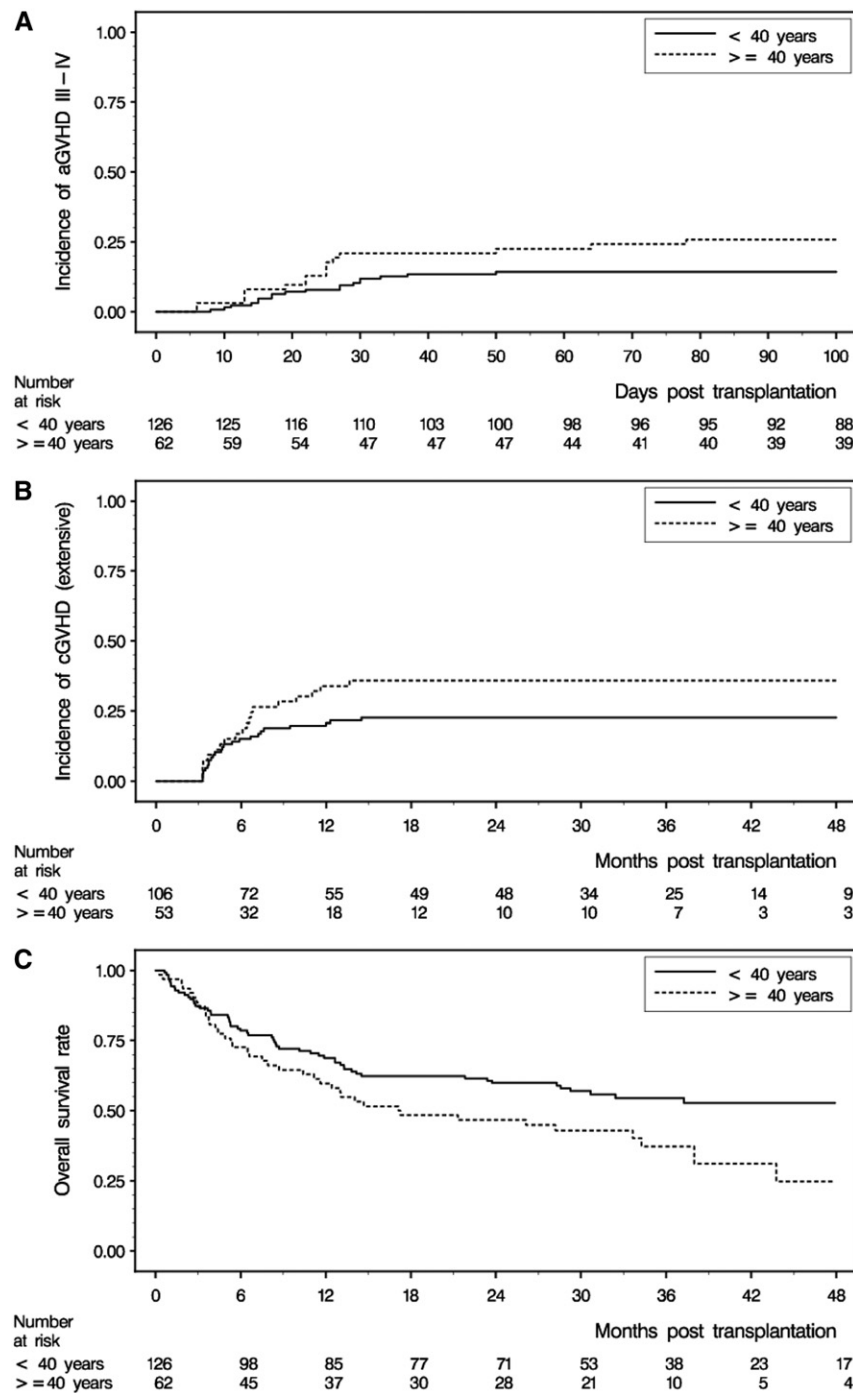 A
1.00
0.75
0.50
0.25
0.00
Incidence of aGVHD III–IV
< 40 years
>= 40 years
0 10 20 30 40 50 60 70 80 90 100
Number
at risk
Days post transplantation
< 40 years 126 125 116 110 103 100 98 96 95 92 88
>=40 years 62 59 54 47 47 47 44 41 40 39 39
B
1.00
0.75
0.50
0.25
0.00
Incidence of cGVHD (extensive)
< 40 years
>= 40 years
0 6 12 18 24 30 36 42 48
Number
at risk
Months post transplantation
< 40 years 106 72 55 49 48 34 25 14 9
>=40 years 53 32 18 12 10 10 7 3 3
C
1.00
0.75
0.50
0.25
0.00
Overall survival rate
< 40 years
>= 40 years
0 6 12 18 24 30 36 42 48
Number
at risk
Months post transplantation
< 40 years 126 98 85 77 71 53 38 23 17
>=40 years 62 45 37 30 28 21 10 5 4